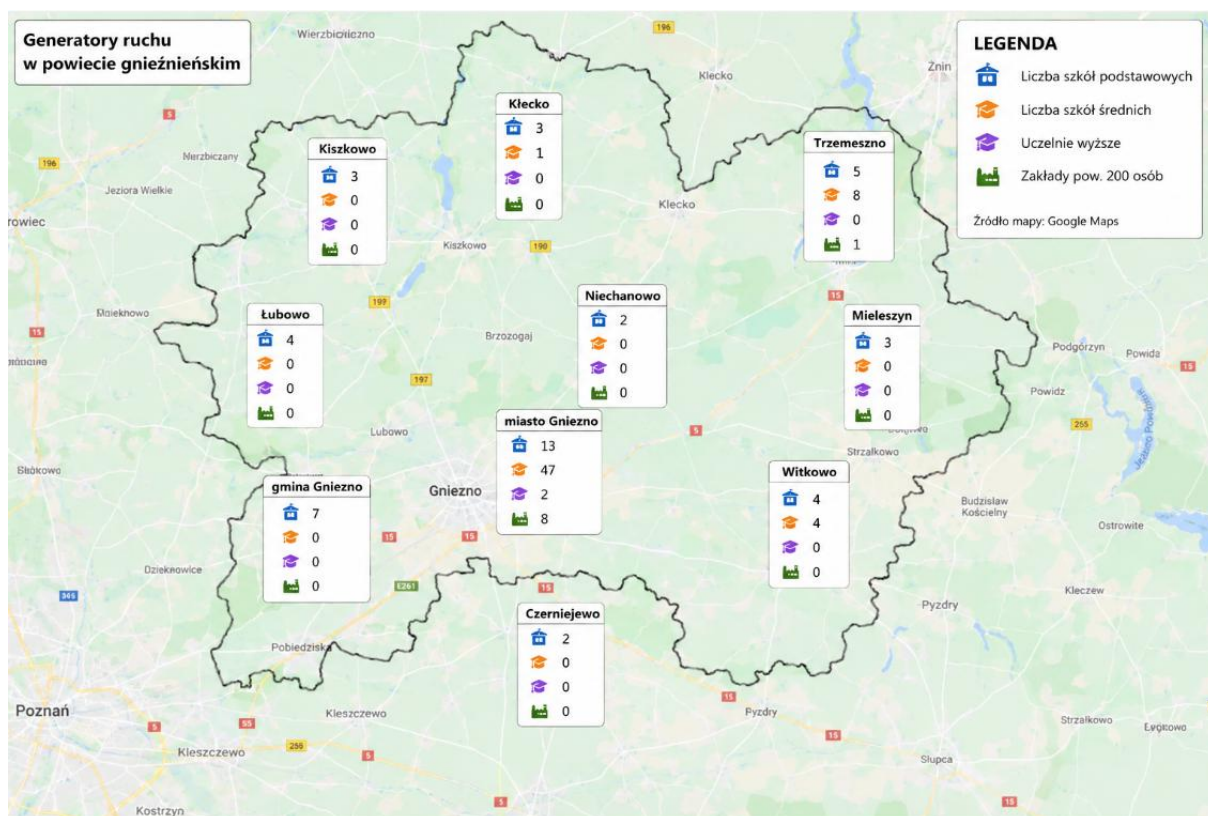 Generatory ruchu
w powiecie gnieźnieńskim
LEGENDA
Liczba szkół podstawowych
Liczba szkół średnich
Uczelnie wyższe
Zakłady pow. 200 osób
Źródło mapy: Google Maps
Kłecko
3
1
0
0
Kiszkowo
3
0
0
0
Trzemeszno
5
8
0
1
Łubowo
4
0
0
0
Niechanowo
2
0
0
0
Mieleszyn
3
0
0
0
miasto Gniezno
13
47
2
8
gmina Gniezno
7
0
0
0
Witkowo
4
4
0
0
Czerniejewo
2
0
0
0
Wierzbiczno
196
Klecko
Żnin
5
196
Nierzbiczany
Jeziora Wielkie
rowiec
Klecko
Kiszkowo
190
199
15
Brzozogaj
Podgórzyn
Powida
15
197
Powidz
255
Lubowo
5
Strzałkowo
Gniezno
Budzisław
Kościelny
Ostrowite
15
15
Dzięknowice
E261
15
345
Kleczew
Pyzdry
Pobiedziska
Poznań
5
S5
Kleszczewo
15
Pyzdry
15
Strzałkowo
Kleszczewo
256
5
Słupca
Kostrzyn
5
15